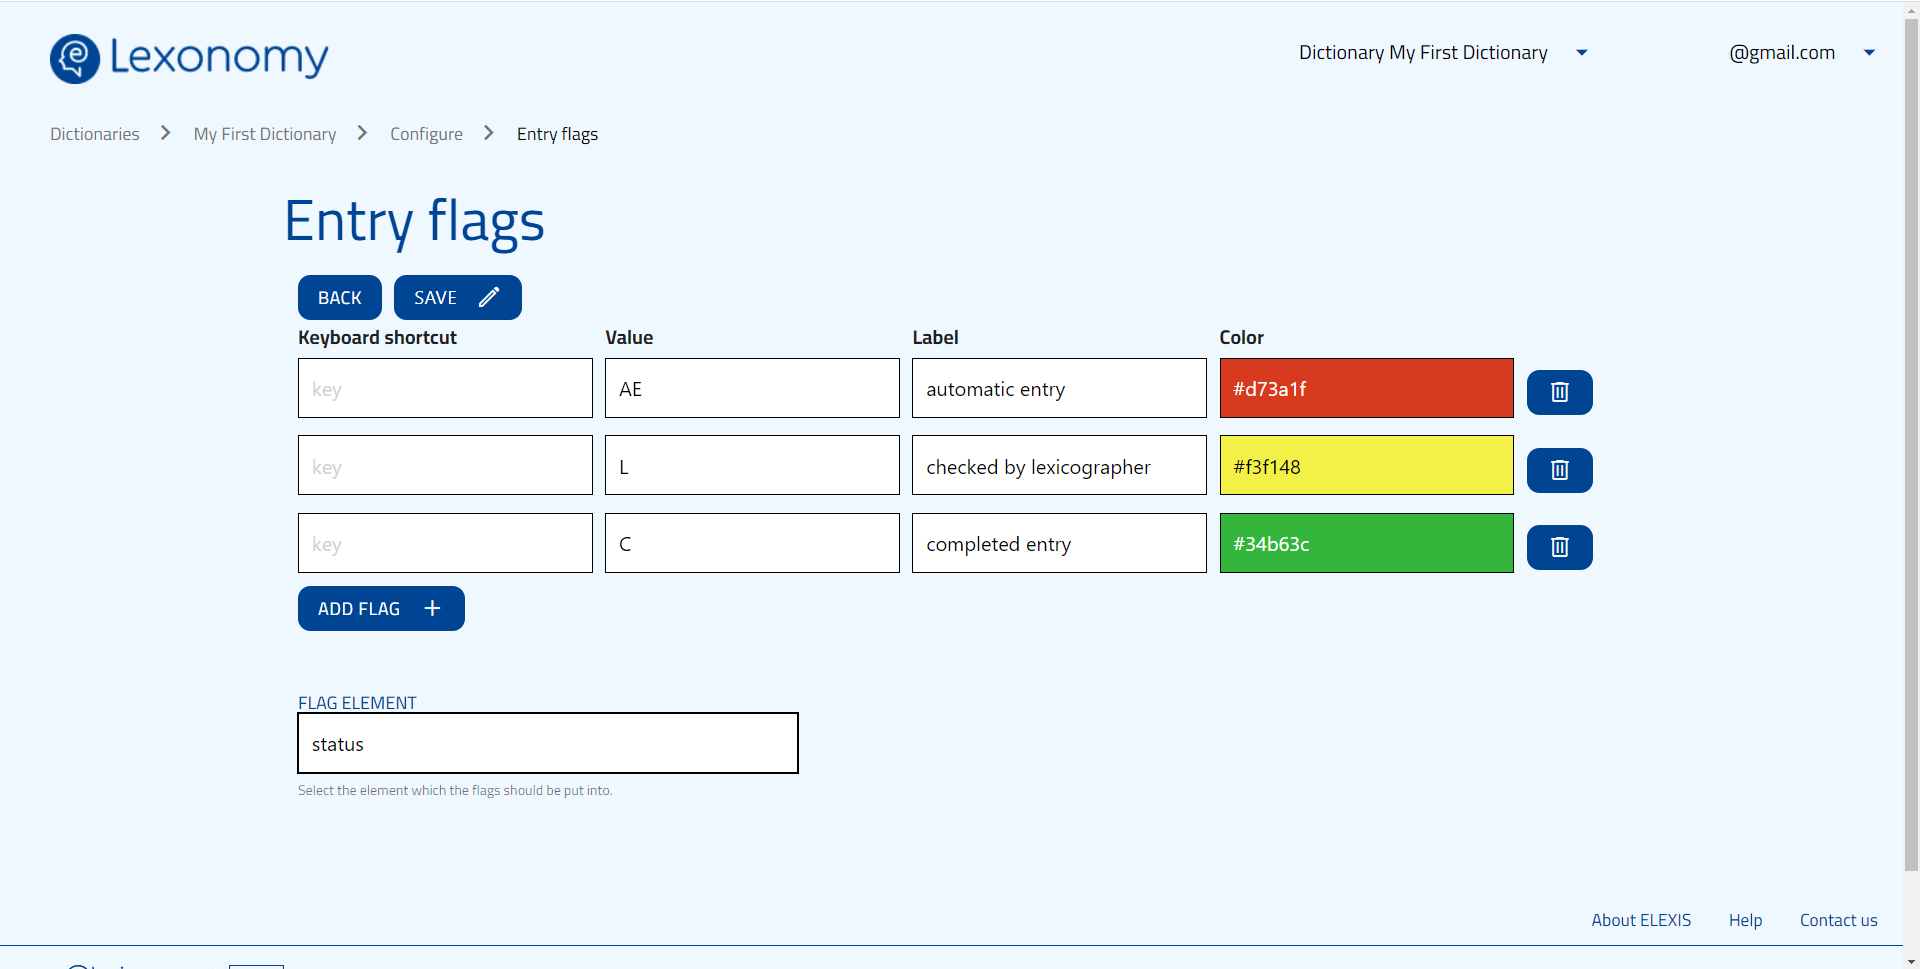 Lexonomy
Dictionary My First Dictionary
@gmail.com
Dictionaries > My First Dictionary > Configure > Entry flags
Entry flags
BACK
SAVE
Keyboard shortcut Value Label Color
key AE automatic entry #d73a1f
key L checked by lexicographer #f3f148
key C completed entry #34b63c
ADD FLAG +
FLAG ELEMENT
status
Select the element which the flags should be put into.
About ELEXIS Help Contact us